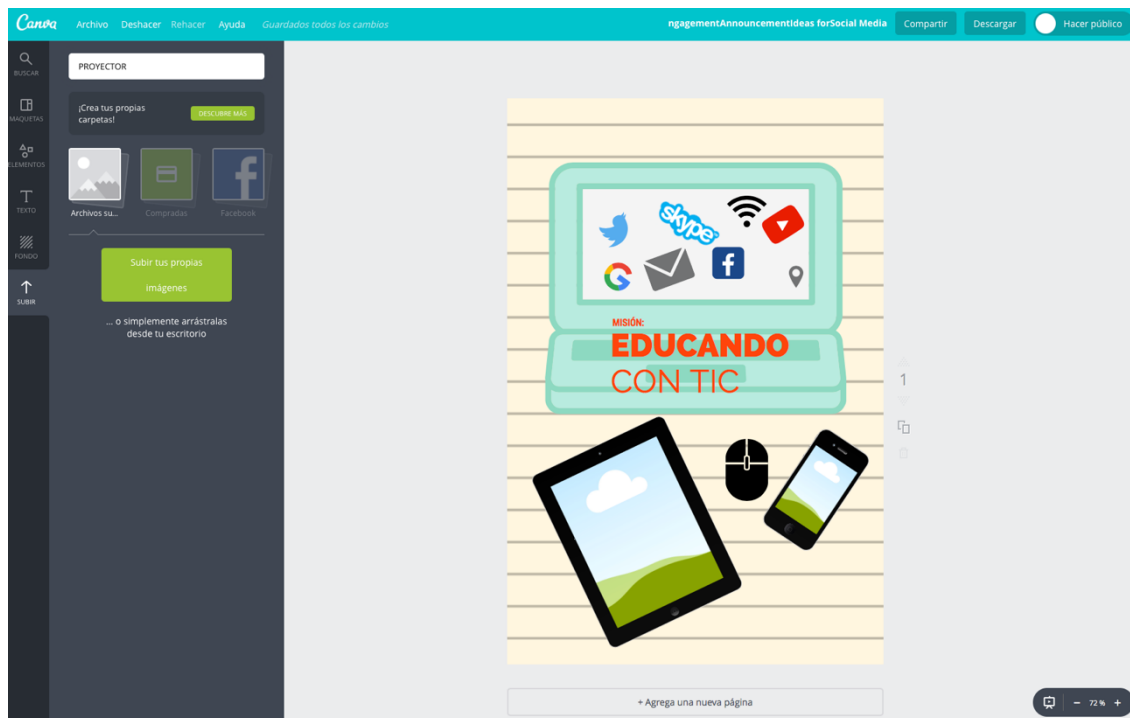 Canva Archivo Deshacer Rehacer Ayuda Guardados todos los cambios ngagementAnnouncementIdeas forSocial Media Compartir Descargar Hacer público
BUSCAR
MAQUETAS
ELEMENTOS
TEXTO
FONDO
SUBIR
PROYECTOR
¡Crea tus propias
carpetas!
DESCUBRE MÁS
Archivos su... Compradas Facebook
Subir tus propias
imágenes
... o simplemente arrástralas
desde tu escritorio
skype
MISIÓN:
EDUCANDO
CON TIC
1
+ Agrega una nueva página
− 72 % +